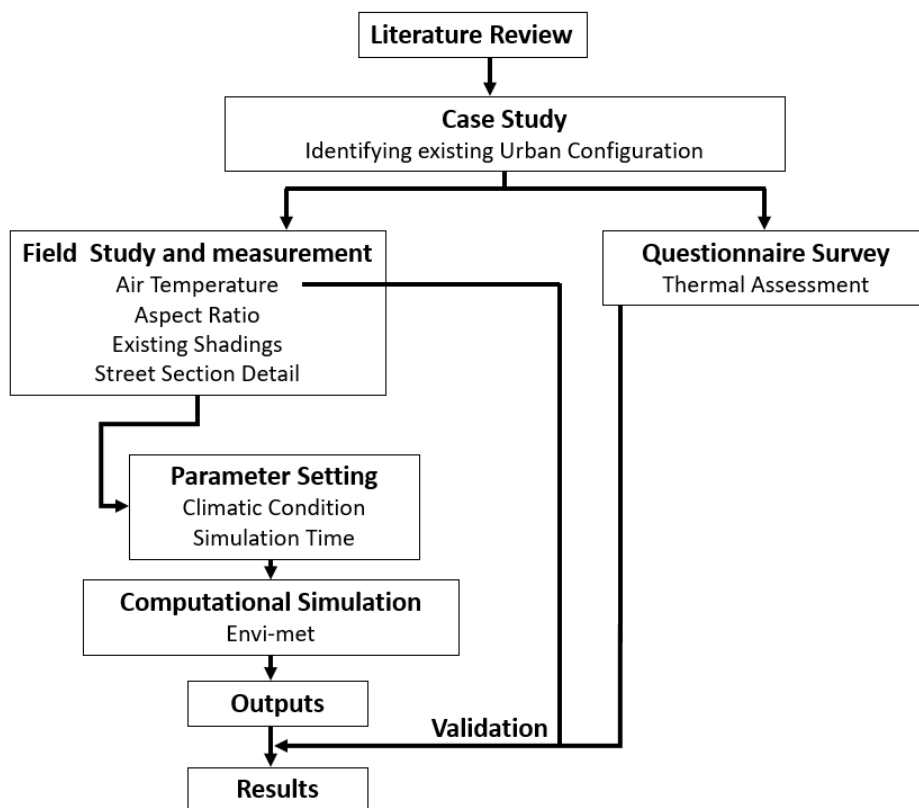 Literature Review
Case Study
Identifying existing Urban Configuration
Field Study and measurement
Air Temperature
Aspect Ratio
Existing Shadings
Street Section Detail
Questionnaire Survey
Thermal Assessment
Parameter Setting
Climatic Condition
Simulation Time
Computational Simulation
Envi-met
Outputs
Validation
Results